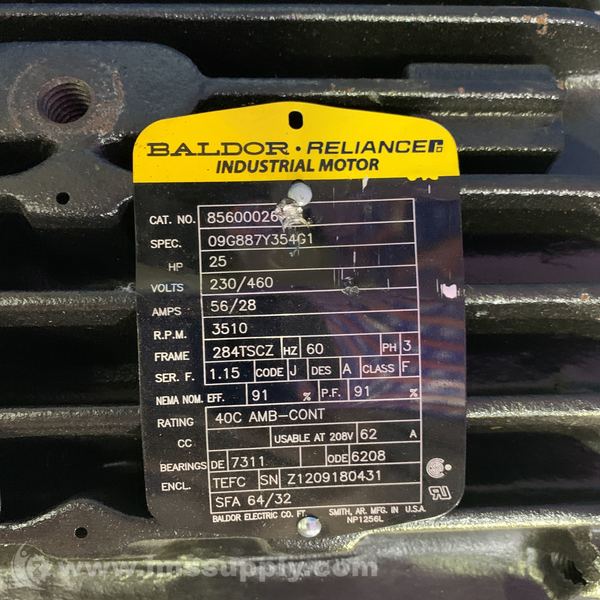 BALDOR • RELIANCE
INDUSTRIAL MOTOR
CAT. NO. 85600026
SPEC. 09G887Y354G1
HP 25
VOLTS 230/460
AMPS 56/28
R.P.M. 3510
FRAME 284TSCZ HZ 60 PH 3
SER. F. 1.15 CODE J DES A CLASS F
NEMA NOM. EFF. 91 % P.F. 91 %
RATING 40C AMB-CONT
CC USABLE AT 208V 62 A
BEARINGS DE 7311 ODE 6208
ENCL. TEFC SN Z1209180431
SFA 64/32
BALDOR ELECTRIC CO. FT. SMITH, AR. MFG. IN U.S.A.
NP1256L
www.imssupply.com